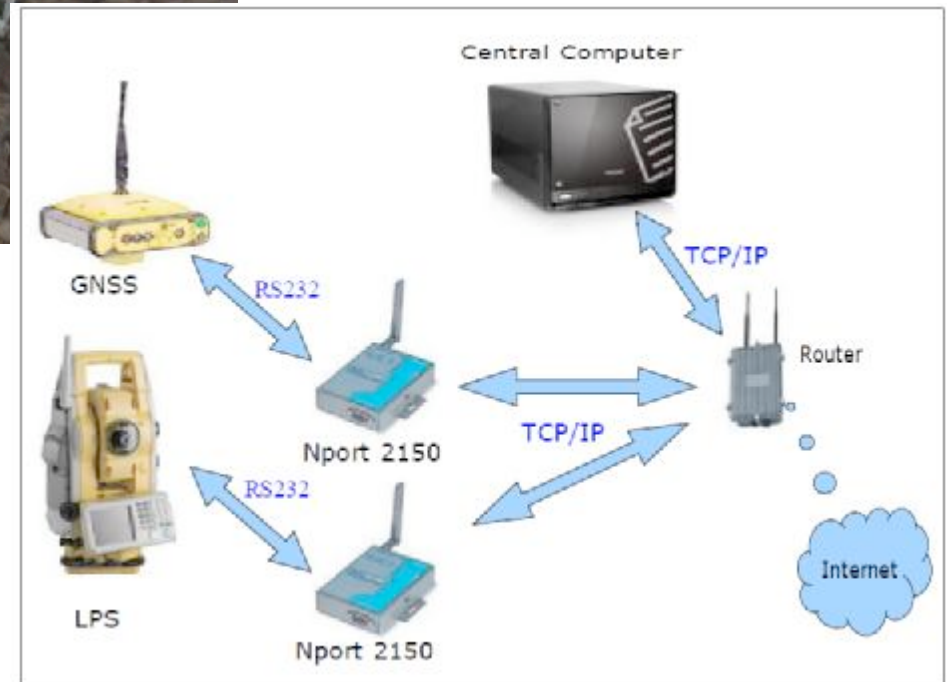 Central Computer
TCP/IP
GNSS
RS232
Router
Nport 2150
TCP/IP
RS232
Internet
LPS
Nport 2150